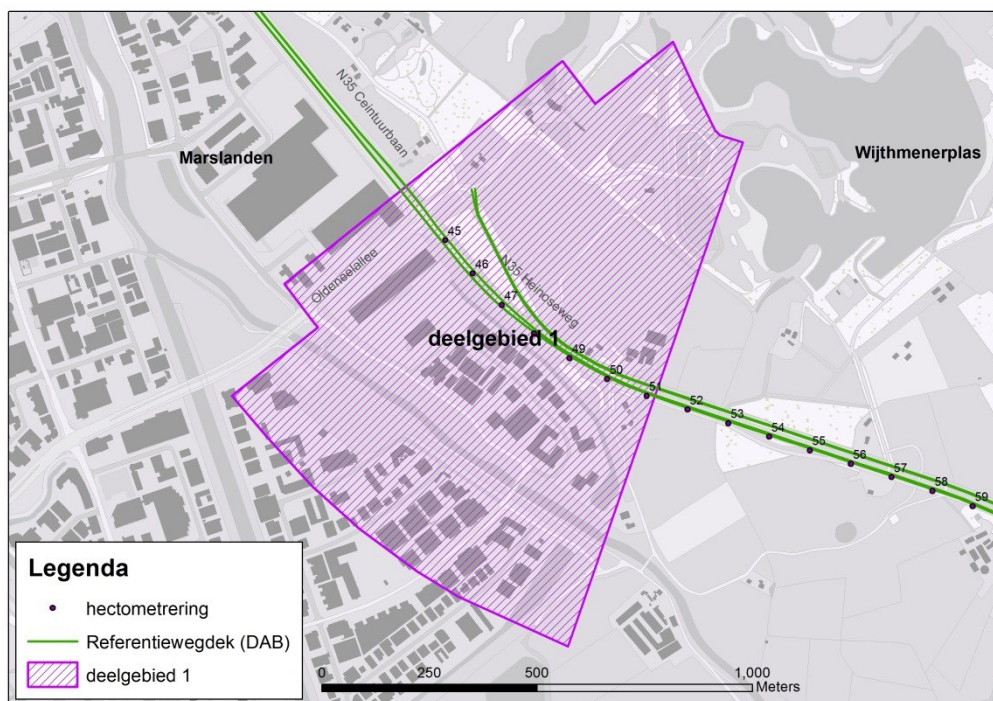 N35 Ceintuurbaan
Marslanden
Wijthmenerplas
45
46
47
Oldeneelallee
N35 Heinoseweg
deelgebied 1
49
50
51
52
53
54
55
56
57
58
59
Legenda
hectometrering
Referentiewegdek (DAB)
deelgebied 1
0 250 500 1,000
Meters